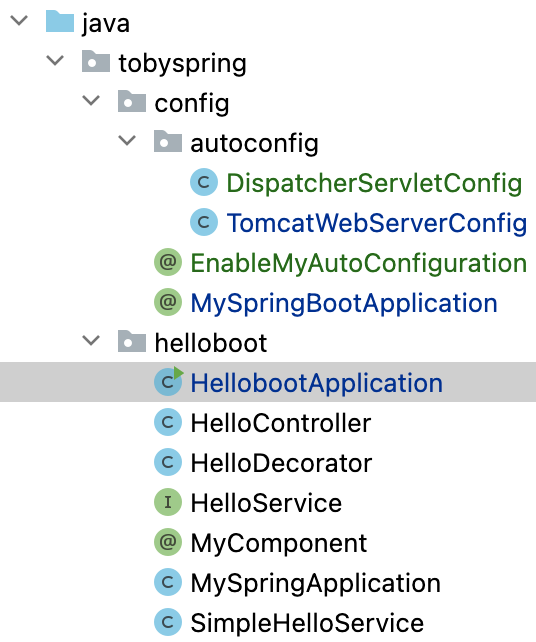 java
tobyspring
config
autoconfig
C DispatcherServletConfig
C TomcatWebServerConfig
@ EnableMyAutoConfiguration
@ MySpringBootApplication
helloboot
C HellobootApplication
C HelloController
C HelloDecorator
I HelloService
@ MyComponent
C MySpringApplication
C SimpleHelloService